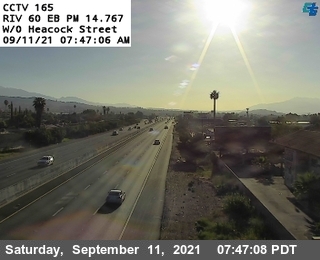 CCTV 165
RIV 60 EB PM 14.767
W/O Heacock Street
09/11/21 07:47:06 AM
Saturday, September 11, 2021 07:47:08 PDT